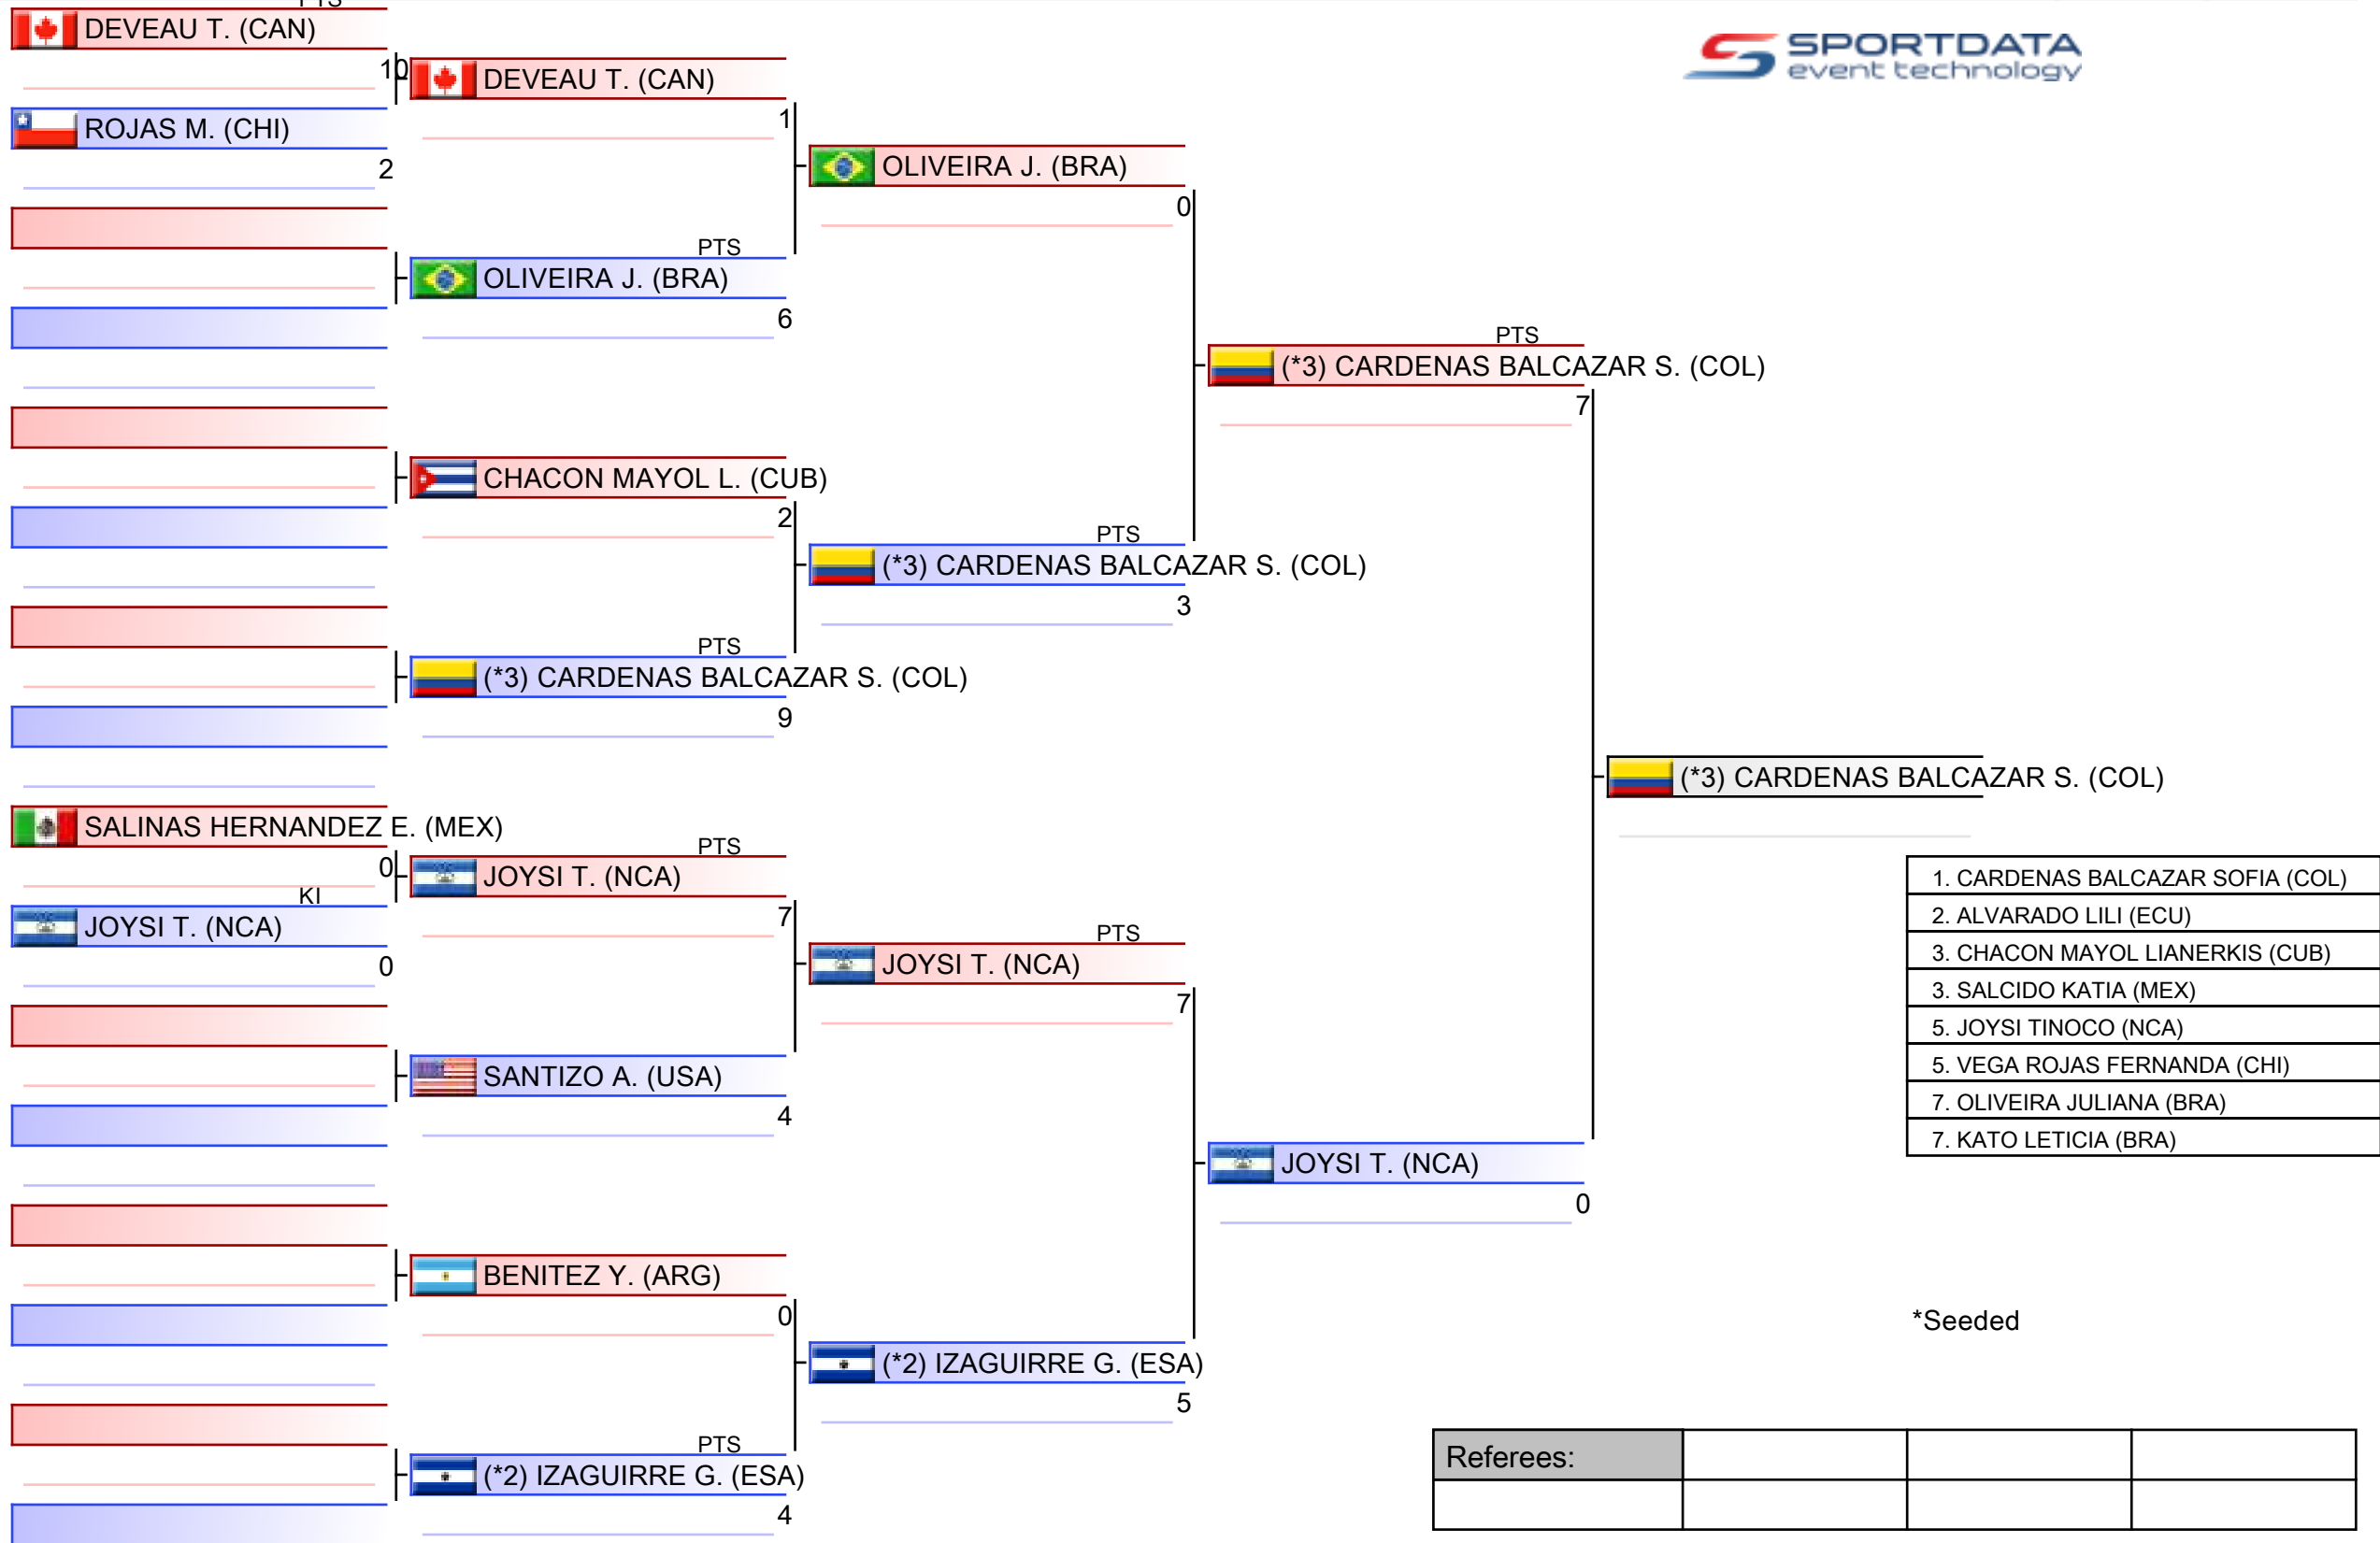 PTS
DEVEAU T. (CAN)
10
ROJAS M. (CHI)
2
SALINAS HERNANDEZ E. (MEX)
0
KI
JOYSI T. (NCA)
0
DEVEAU T. (CAN)
1
PTS
OLIVEIRA J. (BRA)
6
CHACON MAYOL L. (CUB)
2
PTS
(*3) CARDENAS BALCAZAR S. (COL)
9
PTS
JOYSI T. (NCA)
7
SANTIZO A. (USA)
4
BENITEZ Y. (ARG)
0
PTS
(*2) IZAGUIRRE G. (ESA)
4
OLIVEIRA J. (BRA)
0
PTS
(*3) CARDENAS BALCAZAR S. (COL)
3
PTS
JOYSI T. (NCA)
7
(*2) IZAGUIRRE G. (ESA)
5
PTS
(*3) CARDENAS BALCAZAR S. (COL)
7
JOYSI T. (NCA)
0
(*3) CARDENAS BALCAZAR S. (COL)
SPORTDATA
event technology
1. CARDENAS BALCAZAR SOFIA (COL)
2. ALVARADO LILI (ECU)
3. CHACON MAYOL LIANERKIS (CUB)
3. SALCIDO KATIA (MEX)
5. JOYSI TINOCO (NCA)
5. VEGA ROJAS FERNANDA (CHI)
7. OLIVEIRA JULIANA (BRA)
7. KATO LETICIA (BRA)
*Seeded
Referees: